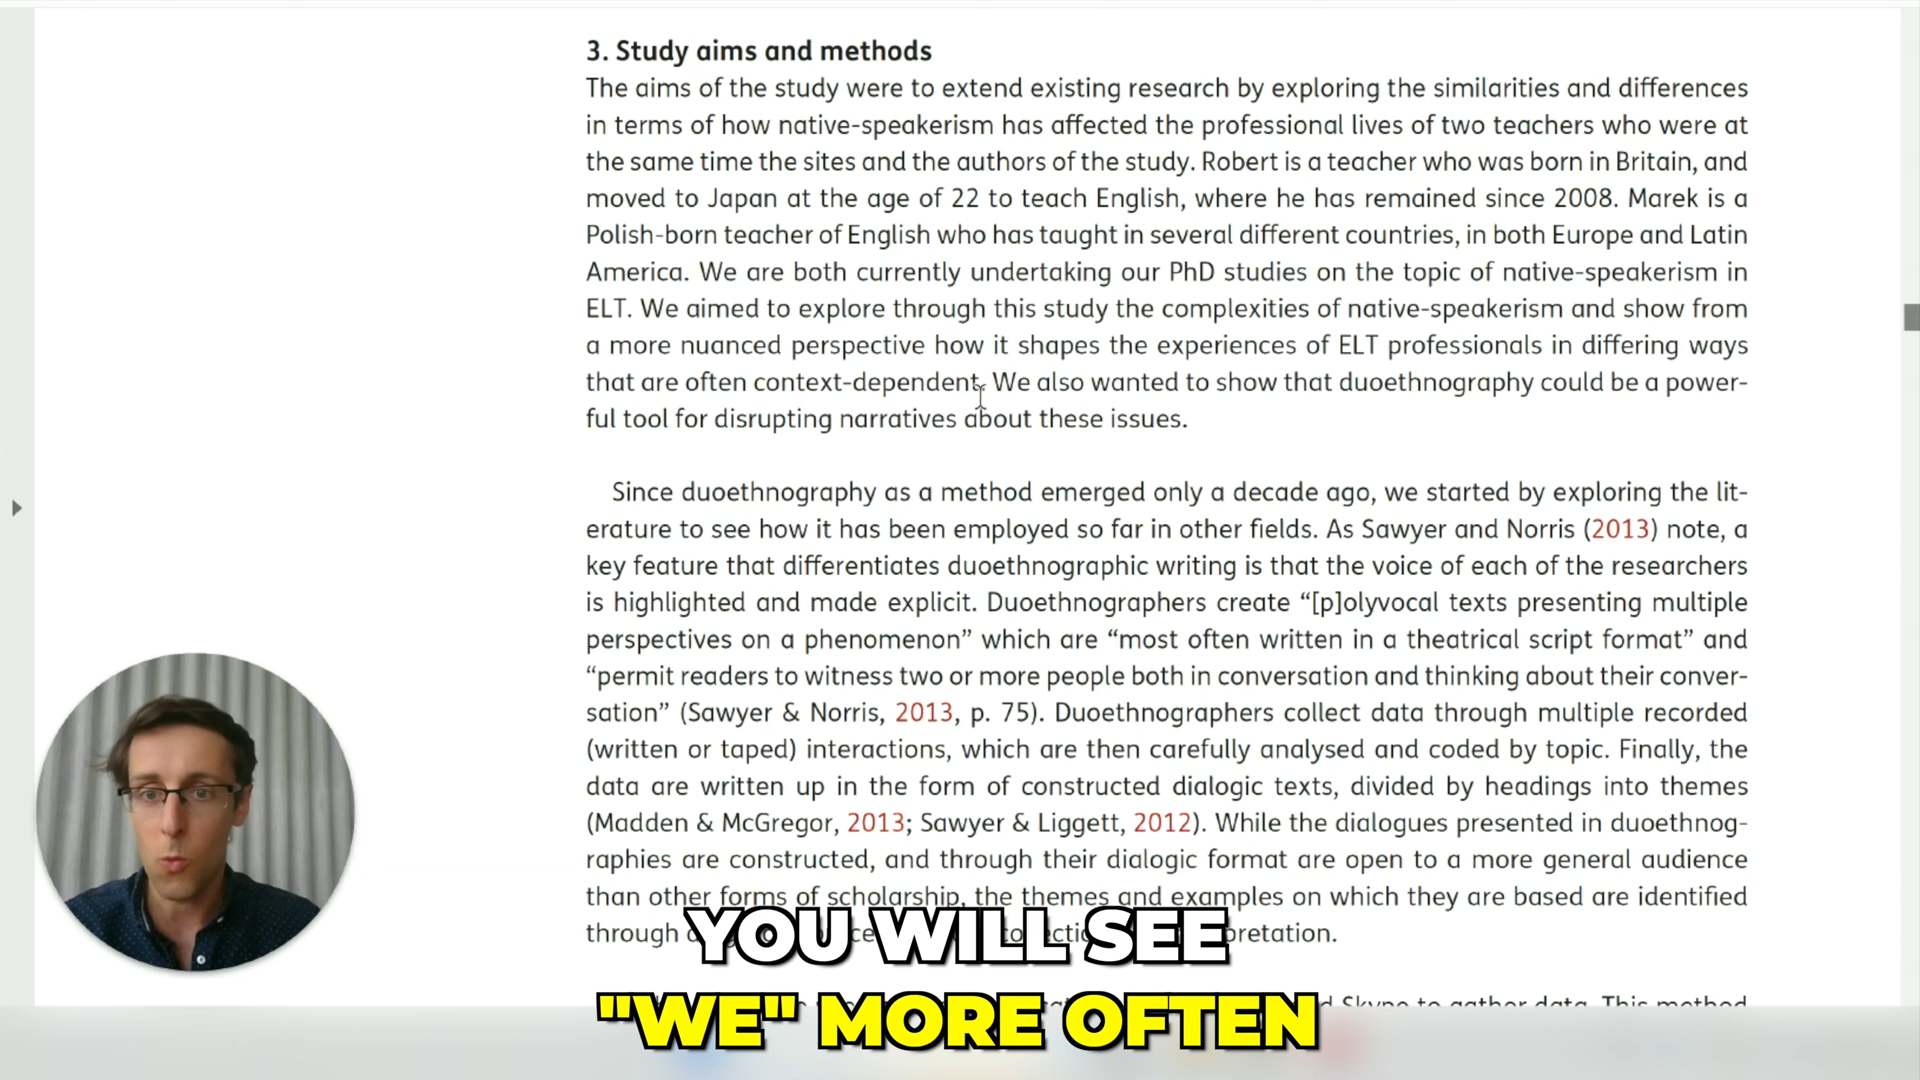 3. Study aims and methods
The aims of the study were to extend existing research by exploring the similarities and differences
in terms of how native-speakerism has affected the professional lives of two teachers who were at
the same time the sites and the authors of the study. Robert is a teacher who was born in Britain, and
moved to Japan at the age of 22 to teach English, where he has remained since 2008. Marek is a
Polish-born teacher of English who has taught in several different countries, in both Europe and Latin
America. We are both currently undertaking our PhD studies on the topic of native-speakerism in
ELT. We aimed to explore through this study the complexities of native-speakerism and show from
a more nuanced perspective how it shapes the experiences of ELT professionals in differing ways
that are often context-dependent. We also wanted to show that duoethnography could be a power-
ful tool for disrupting narratives about these issues.
Since duoethnography as a method emerged only a decade ago, we started by exploring the lit-
erature to see how it has been employed so far in other fields. As Sawyer and Norris (2013) note, a
key feature that differentiates duoethnographic writing is that the voice of each of the researchers
is highlighted and made explicit. Duoethnographers create “[p]olyvocal texts presenting multiple
perspectives on a phenomenon” which are “most often written in a theatrical script format” and
“permit readers to witness two or more people both in conversation and thinking about their conver-
sation” (Sawyer & Norris, 2013, p. 75). Duoethnographers collect data through multiple recorded
(written or taped) interactions, which are then carefully analysed and coded by topic. Finally, the
data are written up in the form of constructed dialogic texts, divided by headings into themes
(Madden & McGregor, 2013; Sawyer & Liggett, 2012). While the dialogues presented in duoethnog-
raphies are constructed, and through their dialogic format are open to a more general audience
than other forms of scholarship, the themes and examples on which they are based are identified
through
YOU WILL SEE
"WE" MORE OFTEN
Skype to gather data. This method